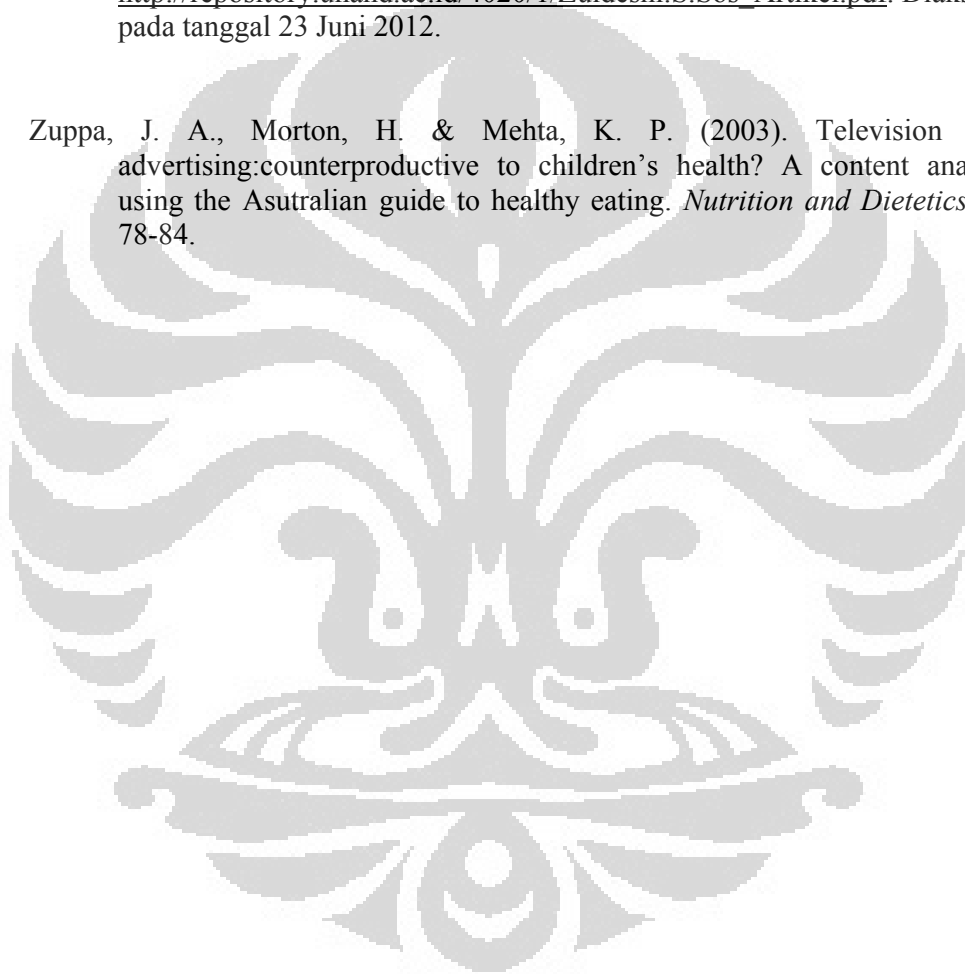 pada tanggal 23 Juni 2012.
Zuppa, J. A., Morton, H. & Mehta, K. P. (2003). Television
advertising:counterproductive to children's health? A content ana
using the Asutralian guide to healthy eating. Nutrition and Dietetics
78-84.